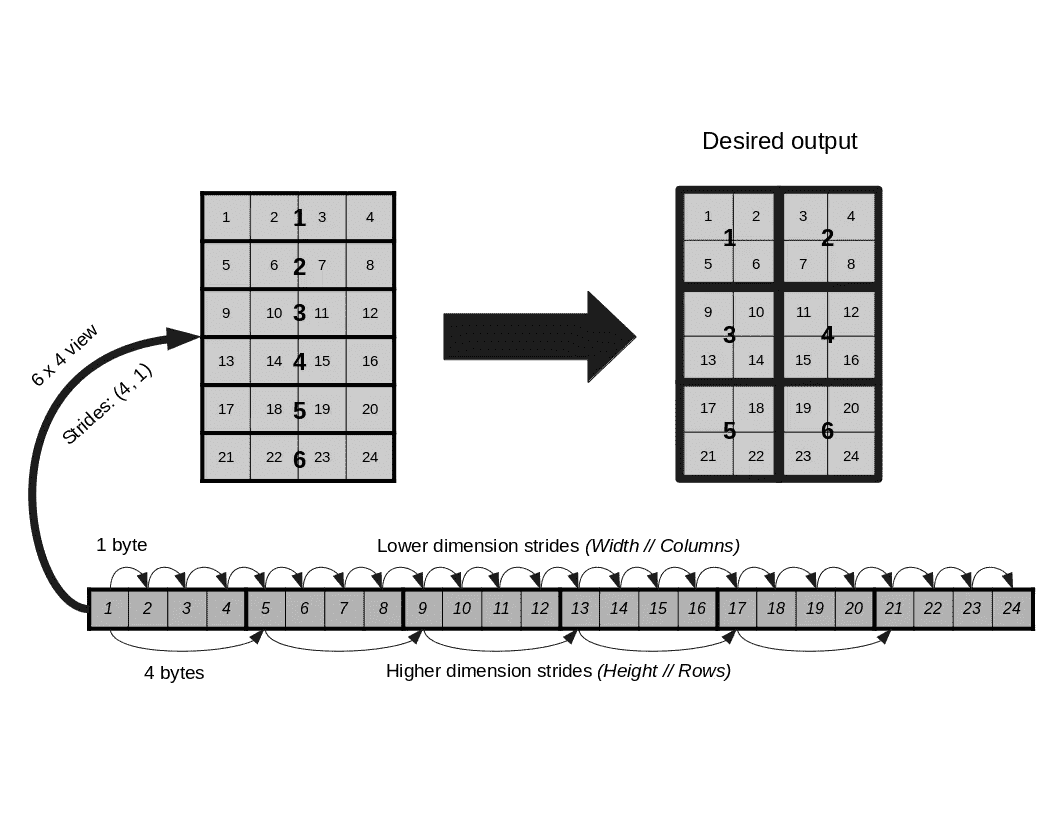 Desired output
1 2 1 3 4
5 6 2 7 8
9 10 3 11 12
13 14 4 15 16
17 18 5 19 20
21 22 6 23 24
1 2 3 4
1 2
5 6 7 8
9 10 11 12
3 4
13 14 15 16
17 18 19 20
5 6
21 22 23 24
6 x 4 view
Strides: (4, 1)
1 byte
Lower dimension strides (Width // Columns)
1 2 3 4 5 6 7 8 9 10 11 12 13 14 15 16 17 18 19 20 21 22 23 24
4 bytes
Higher dimension strides (Height // Rows)